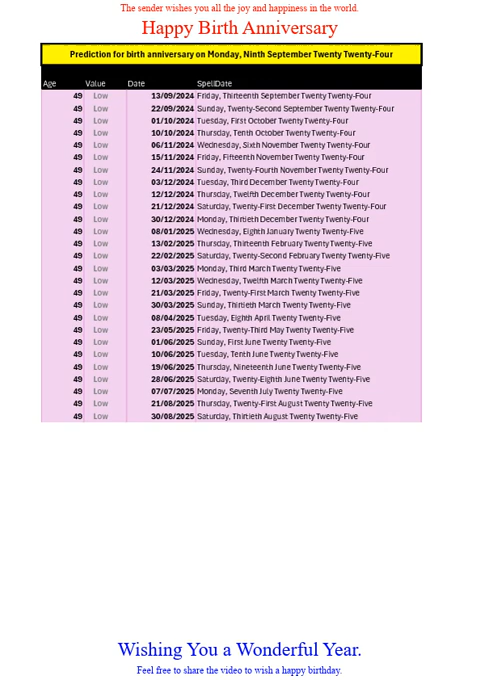 The sender wishes you all the joy and happiness in the world.
Happy Birth Anniversary
Prediction for birth anniversary on Monday, Ninth September Twenty Twenty-Four
Age Value Date SpellDate
49 Low 13/09/2024 Friday, Thirteenth September Twenty Twenty-Four
49 Low 22/09/2024 Sunday, Twenty-Second September Twenty Twenty-Four
49 Low 01/10/2024 Tuesday, First October Twenty Twenty-Four
49 Low 10/10/2024 Thursday, Tenth October Twenty Twenty-Four
49 Low 06/11/2024 Wednesday, Sixth November Twenty Twenty-Four
49 Low 15/11/2024 Friday, Fifteenth November Twenty Twenty-Four
49 Low 24/11/2024 Sunday, Twenty-Fourth November Twenty Twenty-Four
49 Low 03/12/2024 Tuesday, Third December Twenty Twenty-Four
49 Low 12/12/2024 Thursday, Twelfth December Twenty Twenty-Four
49 Low 21/12/2024 Saturday, Twenty-First December Twenty Twenty-Four
49 Low 30/12/2024 Monday, Thirtieth December Twenty Twenty-Four
49 Low 08/01/2025 Wednesday, Eighth January Twenty Twenty-Five
49 Low 13/02/2025 Thursday, Thirteenth February Twenty Twenty-Five
49 Low 22/02/2025 Saturday, Twenty-Second February Twenty Twenty-Five
49 Low 03/03/2025 Monday, Third March Twenty Twenty-Five
49 Low 12/03/2025 Wednesday, Twelfth March Twenty Twenty-Five
49 Low 21/03/2025 Friday, Twenty-First March Twenty Twenty-Five
49 Low 30/03/2025 Sunday, Thirtieth March Twenty Twenty-Five
49 Low 08/04/2025 Tuesday, Eighth April Twenty Twenty-Five
49 Low 23/05/2025 Friday, Twenty-Third May Twenty Twenty-Five
49 Low 01/06/2025 Sunday, First June Twenty Twenty-Five
49 Low 10/06/2025 Tuesday, Tenth June Twenty Twenty-Five
49 Low 19/06/2025 Thursday, Nineteenth June Twenty Twenty-Five
49 Low 28/06/2025 Saturday, Twenty-Eighth June Twenty Twenty-Five
49 Low 07/07/2025 Monday, Seventh July Twenty Twenty-Five
49 Low 21/08/2025 Thursday, Twenty-First August Twenty Twenty-Five
49 Low 30/08/2025 Saturday, Thirtieth August Twenty Twenty-Five
Wishing You a Wonderful Year.
Feel free to share the video to wish a happy birthday.